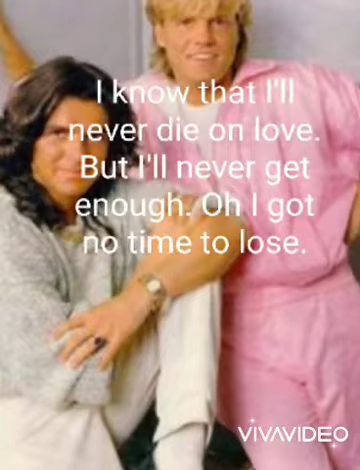 I know that I'll
never die on love.
But I'll never get
enough. Oh I got
no time to lose.
VIVAVIDEO